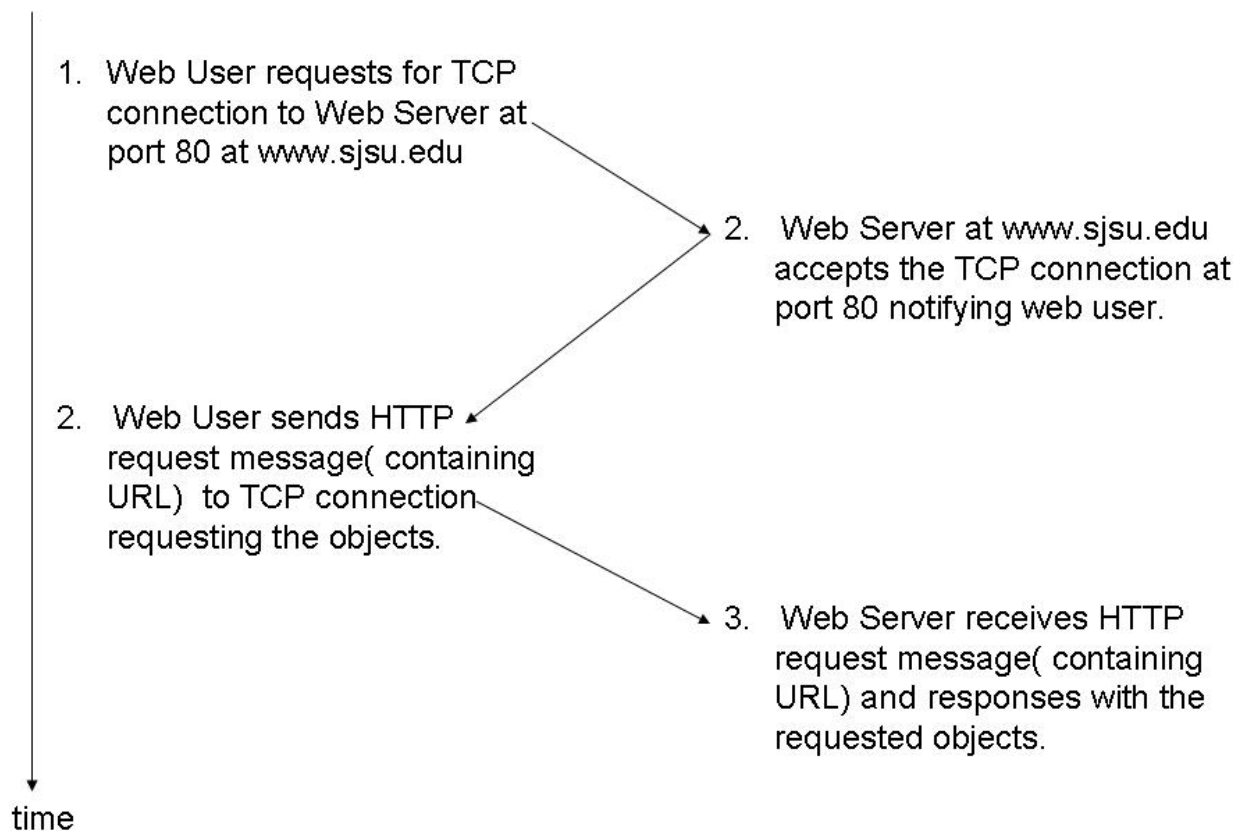 1. Web User requests for TCP
connection to Web Server at
port 80 at www.sjsu.edu
2. Web Server at www.sjsu.edu
accepts the TCP connection at
port 80 notifying web user.
2. Web User sends HTTP
request message( containing
URL) to TCP connection
requesting the objects.
3. Web Server receives HTTP
request message( containing
URL) and responses with the
requested objects.
time